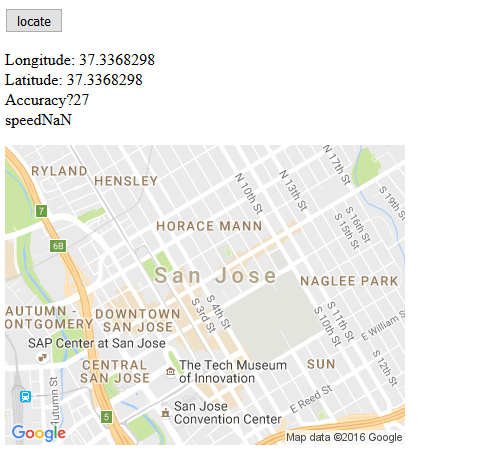 locate
Longitude: 37.3368298
Latitude: 37.3368298
Accuracy?27
speedNaN
RYLAND
HENSLEY
N 17th St
N 10th St
N 13th St
S 19th St
7
S 16th St
S 15th St
68
HORACE MANN
San Jose
NAGLEE PARK
AUTUMN -
ONTGOMERY
DOWNTOWN
SAN JOSE
S 4th St
S 3rd St
S 11th St
S 10th St
E William St
SAP Center at San Jose
S 12th St
CENTRAL
SAN JOSE
The Tech Museum
of Innovation
SUN
Autumn St
E Reed St
San Jose
Convention Center
5
Google
Map data ©2016 Google